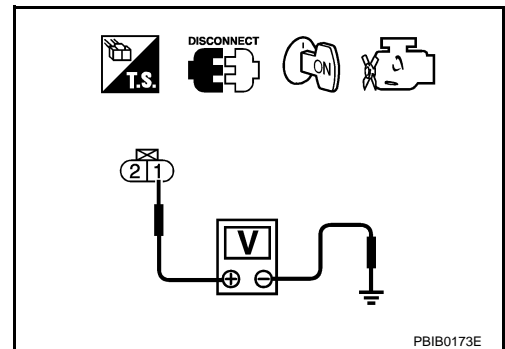 DISCONNECT
T.S.
ON
2 1
V
+ −
PBIB0173E